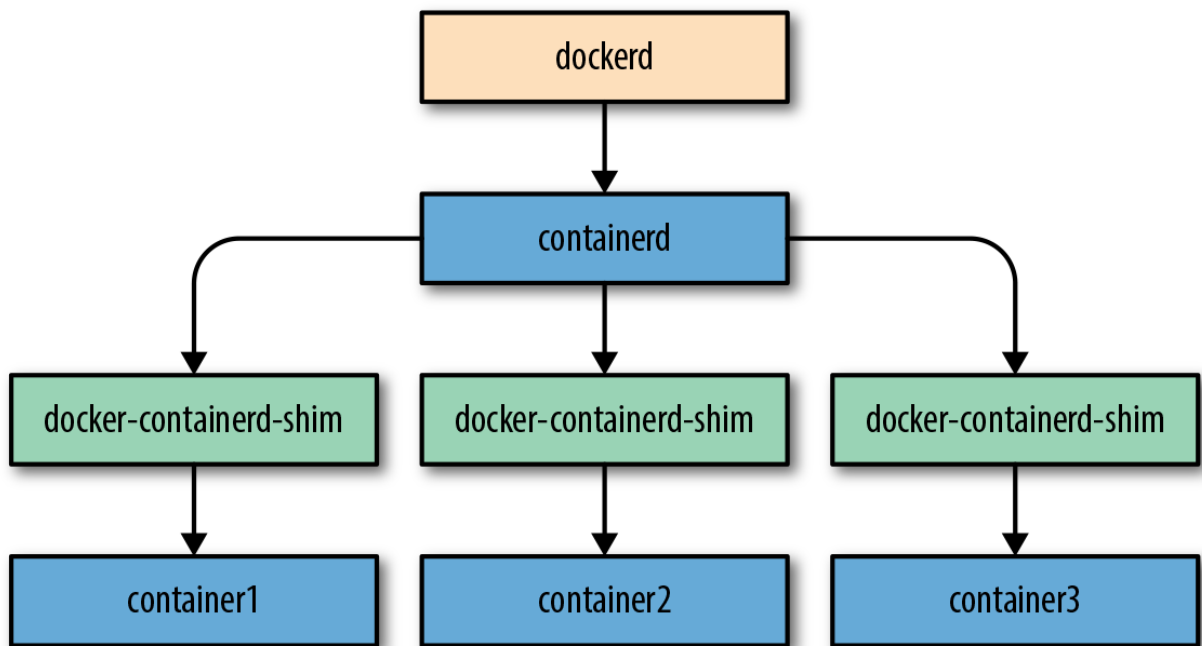 dockerd
containerd
docker-containerd-shim
docker-containerd-shim
docker-containerd-shim
container1
container2
container3